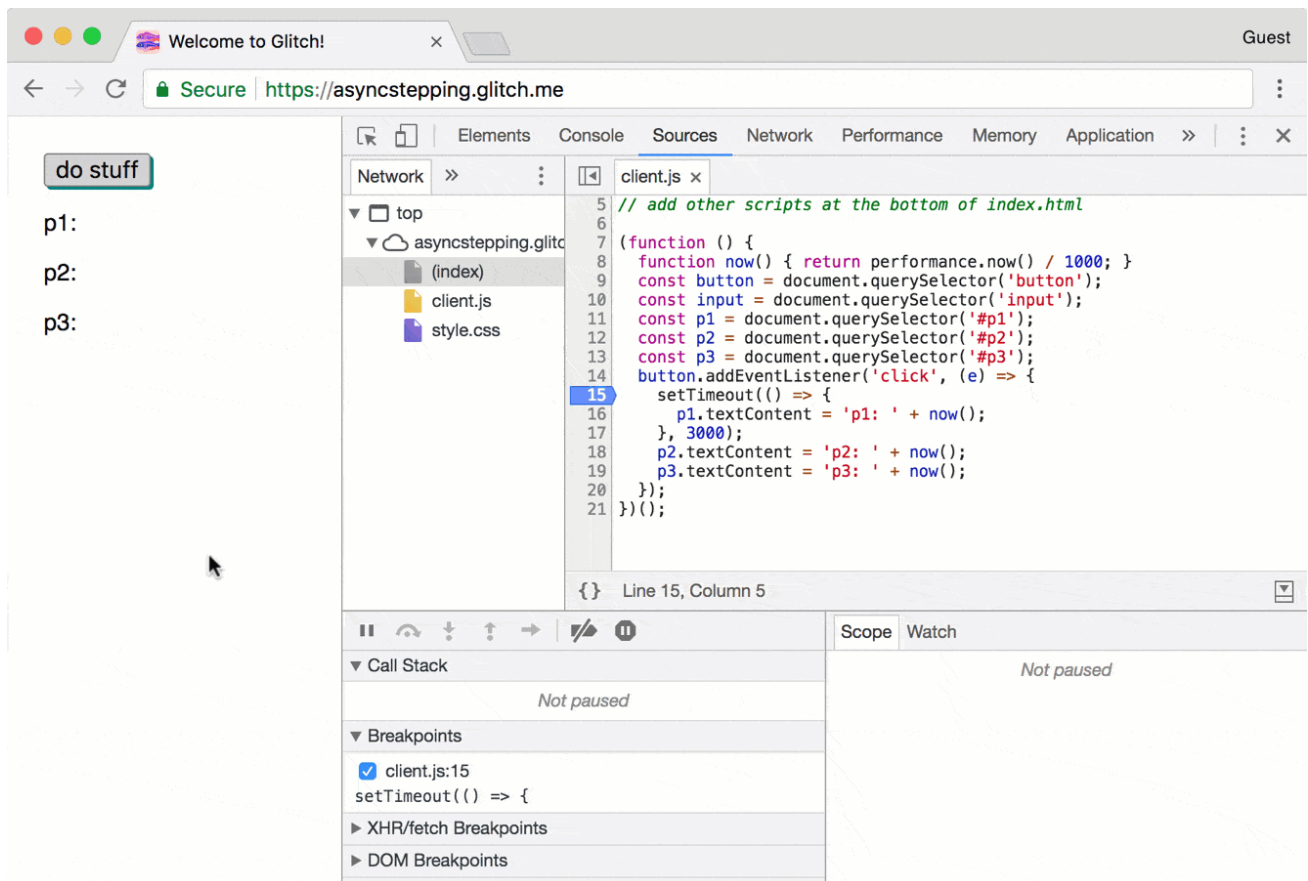 Welcome to Glitch! ×
Guest
Secure https://asyncstepping.glitch.me
do stuff
p1:
p2:
p3:
Elements Console Sources Network Performance Memory Application »
Network »
top
asyncstepping.glitc
(index)
client.js
style.css
client.js ×
5 // add other scripts at the bottom of index.html
6
7 (function () {
8 function now() { return performance.now() / 1000; }
9 const button = document.querySelector('button');
10 const input = document.querySelector('input');
11 const p1 = document.querySelector('#p1');
12 const p2 = document.querySelector('#p2');
13 const p3 = document.querySelector('#p3');
14 button.addEventListener('click', (e) => {
15 setTimeout(() => {
16 p1.textContent = 'p1: ' + now();
17 }, 3000);
18 p2.textContent = 'p2: ' + now();
19 p3.textContent = 'p3: ' + now();
20 });
21 })();
{} Line 15, Column 5
Call Stack
Not paused
Breakpoints
client.js:15
setTimeout(() => {
XHR/fetch Breakpoints
DOM Breakpoints
Scope Watch
Not paused